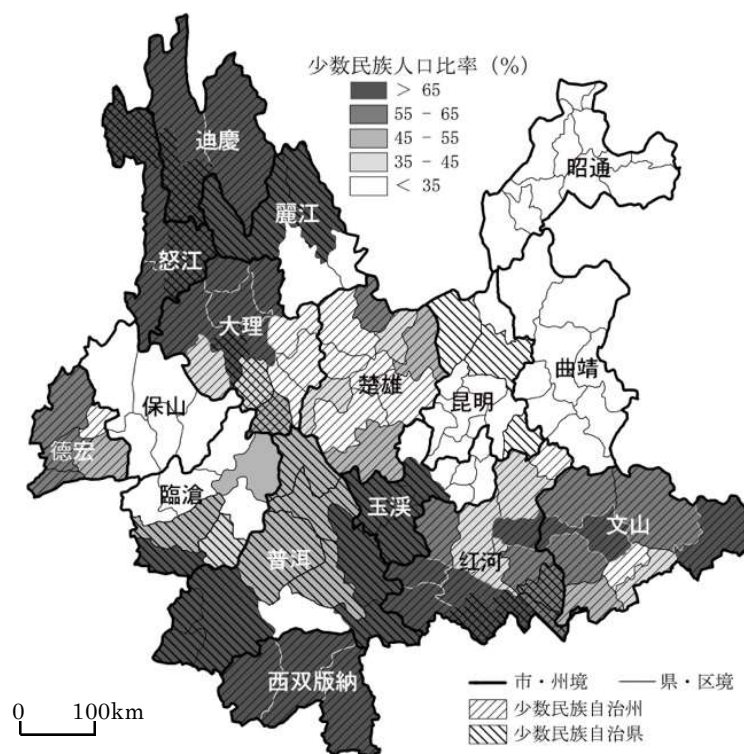 少数民族人口比率（%）
> 65
55 - 65
45 - 55
35 - 45
< 35
迪慶
昭通
麗江
怒江
大理
楚雄
昆明
曲靖
保山
德宏
臨滄
玉溪
文山
普洱
红河
西双版納
0 100km
市・州境 県・区境
少数民族自治州
少数民族自治県